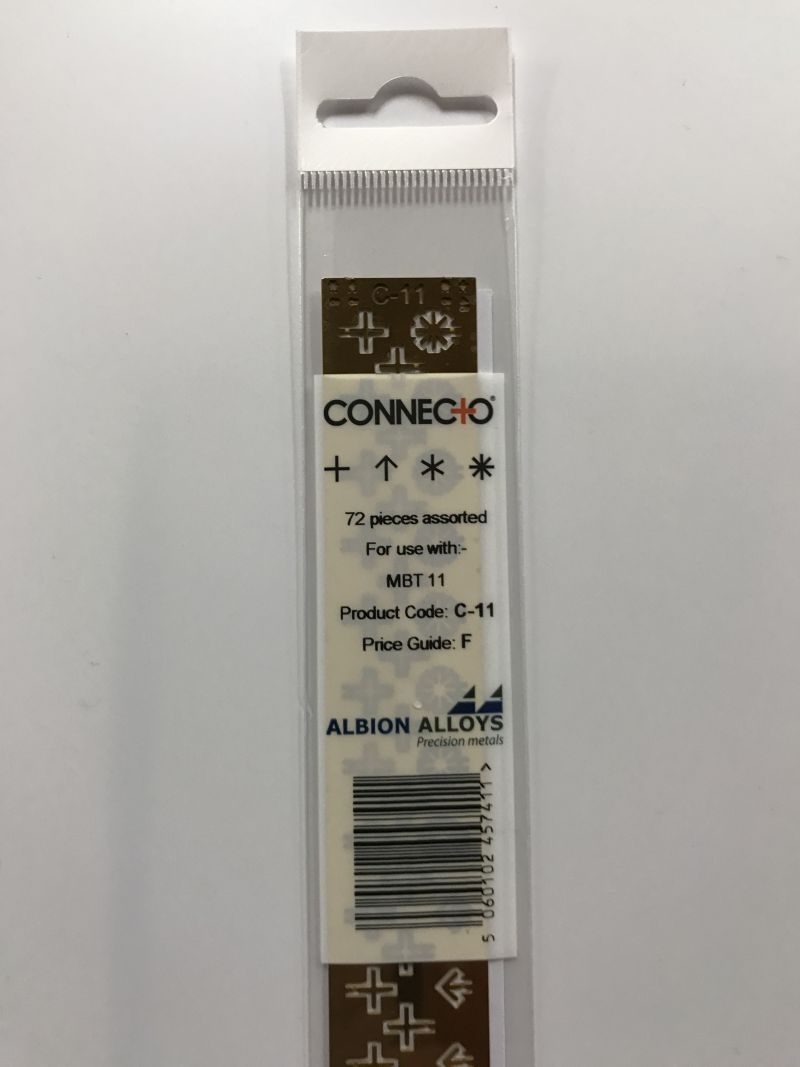 C-11
CONNECTO®
72 pieces assorted
For use with:-
MBT 11
Product Code: C-11
Price Guide: F
ALBION ALLOYS
Precision metals
5 060102 457411 >